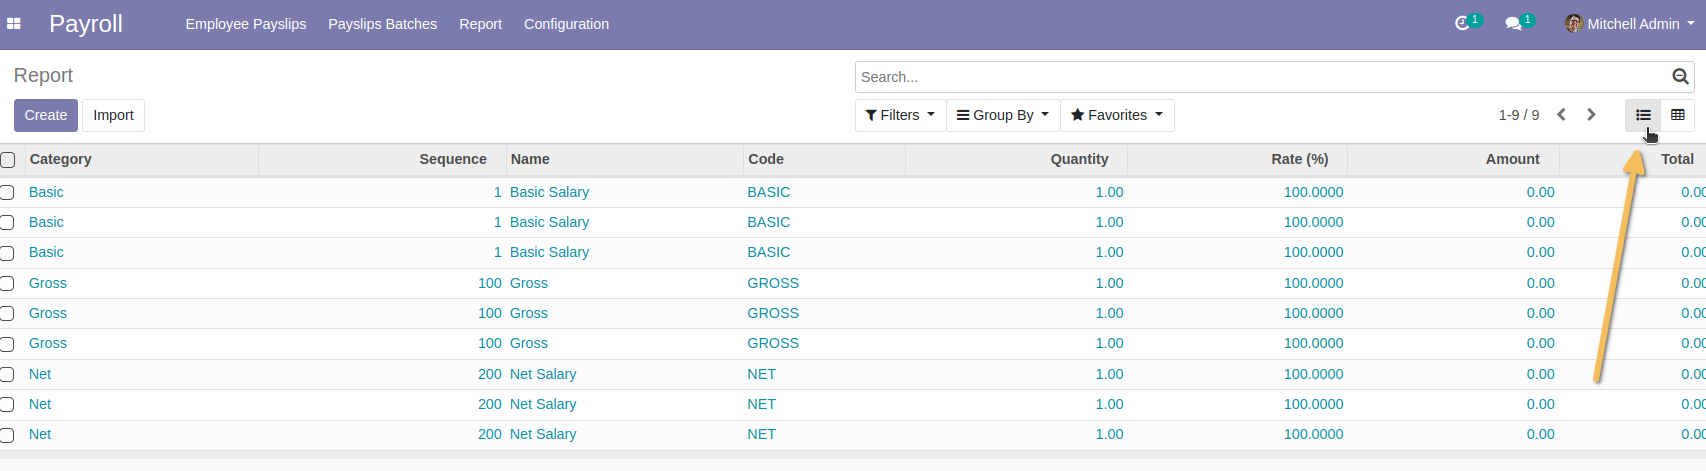 Payroll Employee Payslips Payslips Batches Report Configuration 1 1 Mitchell Admin
Report Search...
Create Import Filters Group By Favorites 1-9 / 9
Category Sequence Name Code Quantity Rate (%) Amount Total
Basic 1 Basic Salary BASIC 1.00 100.0000 0.00 0.00
Basic 1 Basic Salary BASIC 1.00 100.0000 0.00 0.00
Basic 1 Basic Salary BASIC 1.00 100.0000 0.00 0.00
Gross 100 Gross GROSS 1.00 100.0000 0.00 0.00
Gross 100 Gross GROSS 1.00 100.0000 0.00 0.00
Gross 100 Gross GROSS 1.00 100.0000 0.00 0.00
Net 200 Net Salary NET 1.00 100.0000 0.00 0.00
Net 200 Net Salary NET 1.00 100.0000 0.00 0.00
Net 200 Net Salary NET 1.00 100.0000 0.00 0.00